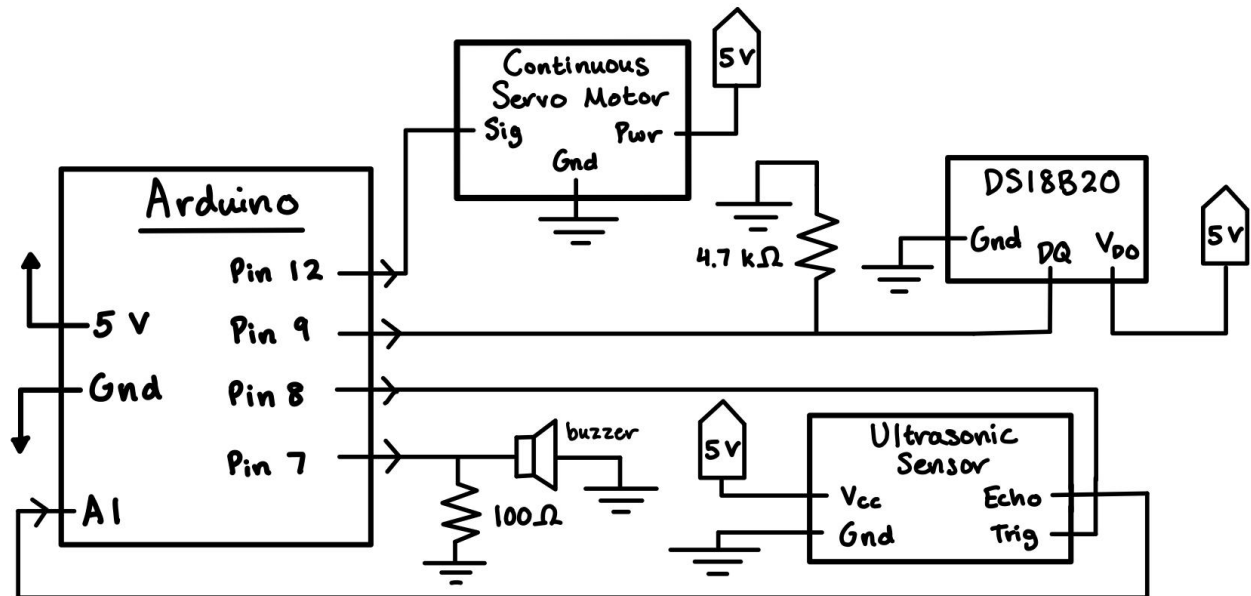 Arduino
Pin 12
5 V
Pin 9
Gnd
Pin 8
Pin 7
A1
Continuous
Servo Motor
Sig
Pwr
Gnd
5V
4.7 kΩ
DS18B20
Gnd
DQ
VDO
5V
buzzer
100Ω
5V
Ultrasonic
Sensor
Vcc
Echo
Gnd
Trig